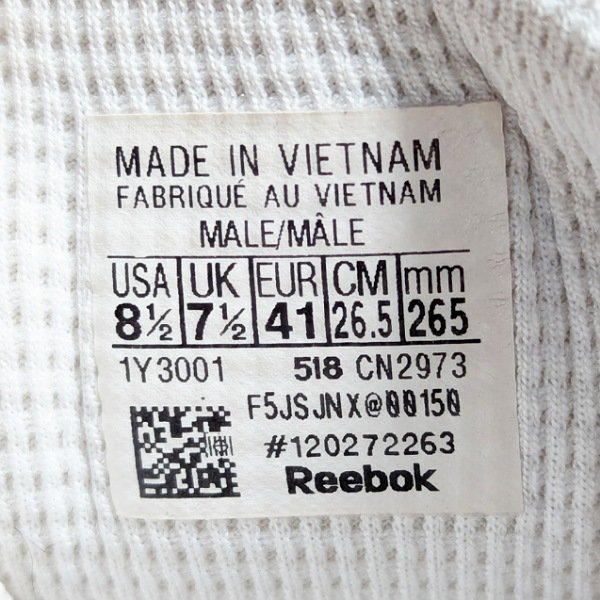 MADE IN VIETNAM
FABRIQUÉ AU VIETNAM
MALE/MÂLE
USA UK EUR CM mm
8½ 7½ 41 26.5 265
1Y3001 518 CN2973
F5JSJNX@00150
#120272263
Reebok